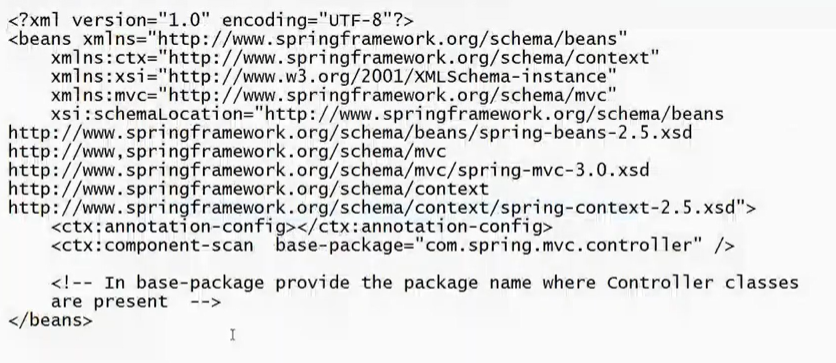 <?xml version="1.0" encoding="UTF-8"?>
<beans xmlns="http://www.springframework.org/schema/beans"
xmlns:ctx="http://www.springframework.org/schema/context"
xmlns:xsi="http://www.w3.org/2001/XMLSchema-instance"
xmlns:mvc="http://www.springframework.org/schema/mvc"
xsi:schemaLocation="http://www.springframework.org/schema/beans
http://www.springframework.org/schema/beans/spring-beans-2.5.xsd
http://www,springframework.org/schema/mvc
http://www.springframework.org/schema/mvc/spring-mvc-3.0.xsd
http://www.springframework.org/schema/context
http://www.springframework.org/schema/context/spring-context-2.5.xsd">
<ctx:annotation-config></ctx:annotation-config>
<ctx:component-scan  base-package="com.spring.mvc.controller" />
<!-- In base-package provide the package name where Controller classes
are present  -->
</beans>